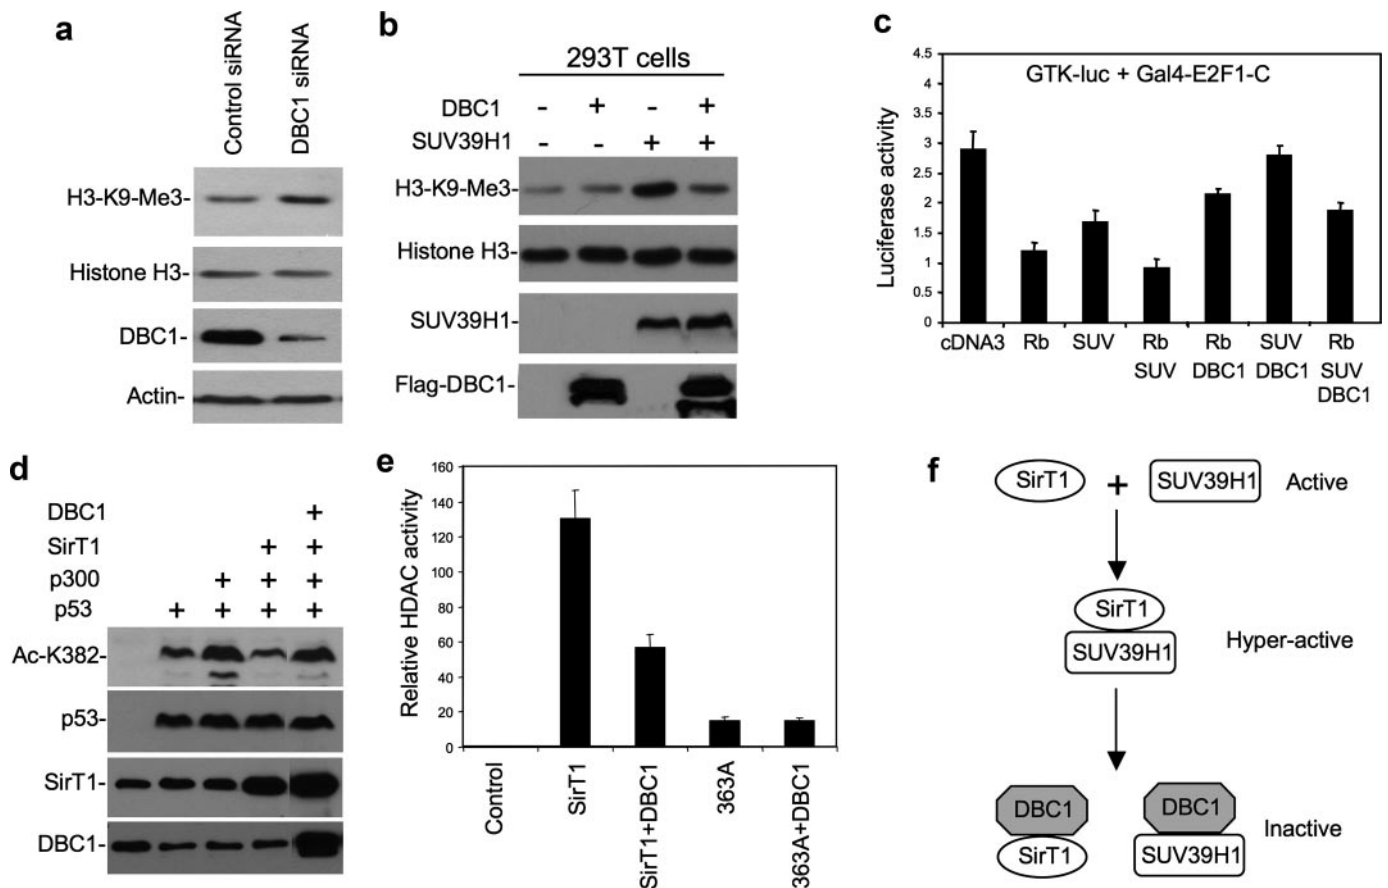 a
Control siRNA
DBC1 siRNA
H3-K9-Me3-
Histone H3-
DBC1-
Actin-
b
293T cells
DBC1 - + - +
SUV39H1 - - + +
H3-K9-Me3-
Histone H3-
SUV39H1-
Flag-DBC1-
c
GTK-luc + Gal4-E2F1-C
Luciferase activity
4.5
4
3.5
3
2.5
2
1.5
1
0.5
0
cDNA3 Rb SUV Rb Rb SUV Rb
SUV DBC1 DBC1 SUV
DBC1
d
DBC1 +
SirT1 + +
p300 + + +
p53 + + + +
Ac-K382-
p53-
SirT1-
DBC1-
e
Relative HDAC activity
160
140
120
100
80
60
40
20
0
Control
SirT1
SirT1+DBC1
363A
363A+DBC1
f
SirT1 + SUV39H1 Active
SirT1
SUV39H1
Hyper-active
DBC1 DBC1
SirT1 SUV39H1
Inactive